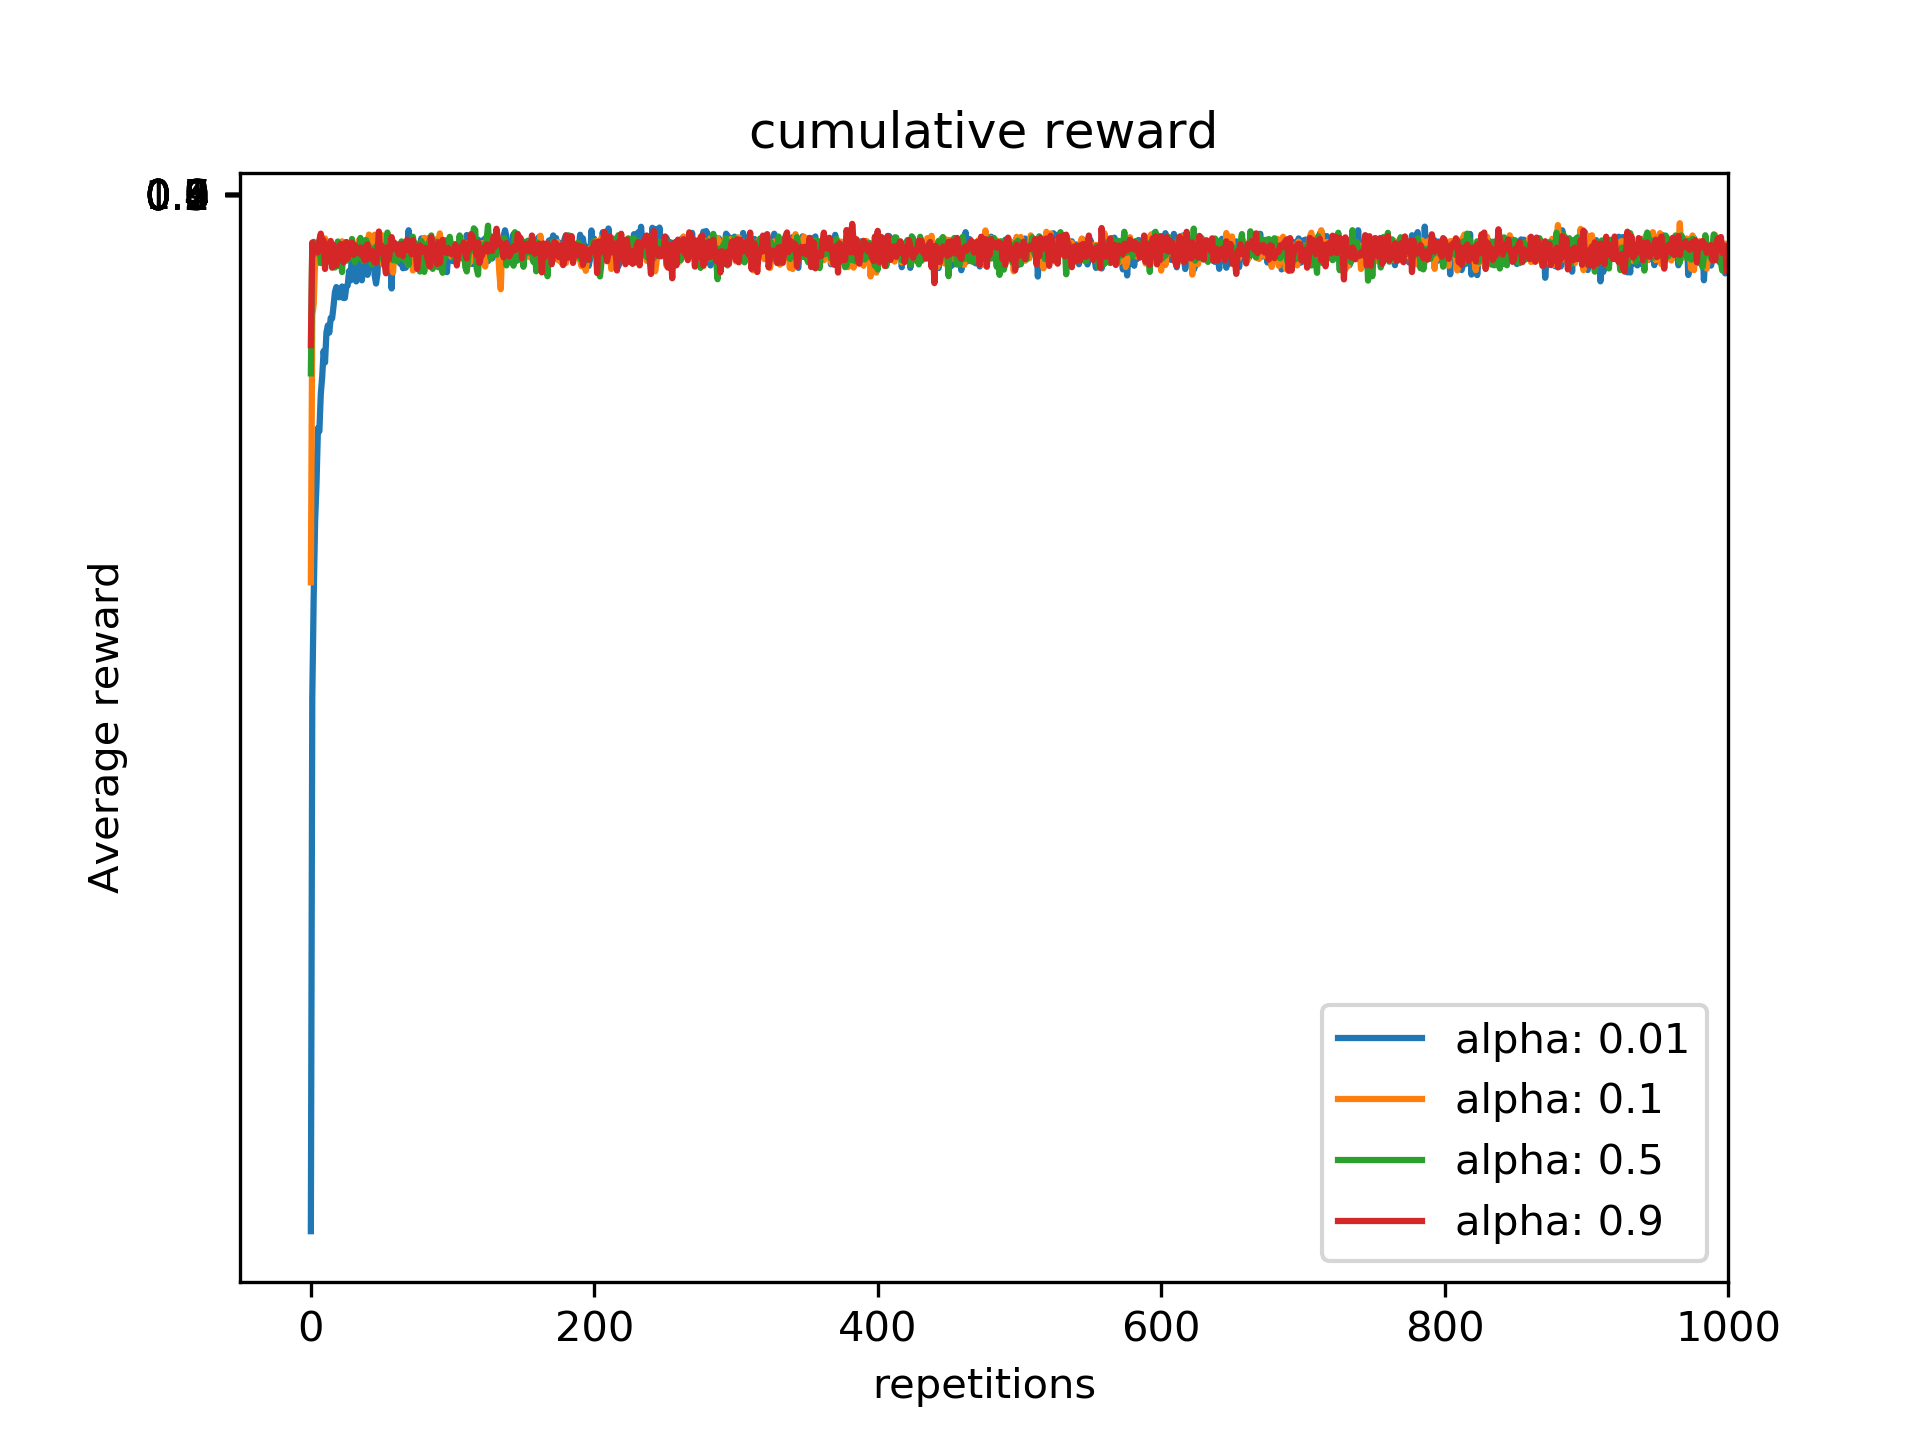 cumulative reward
Average reward
alpha: 0.01
alpha: 0.1
alpha: 0.5
alpha: 0.9
0
200
400
600
800
1000
repetitions